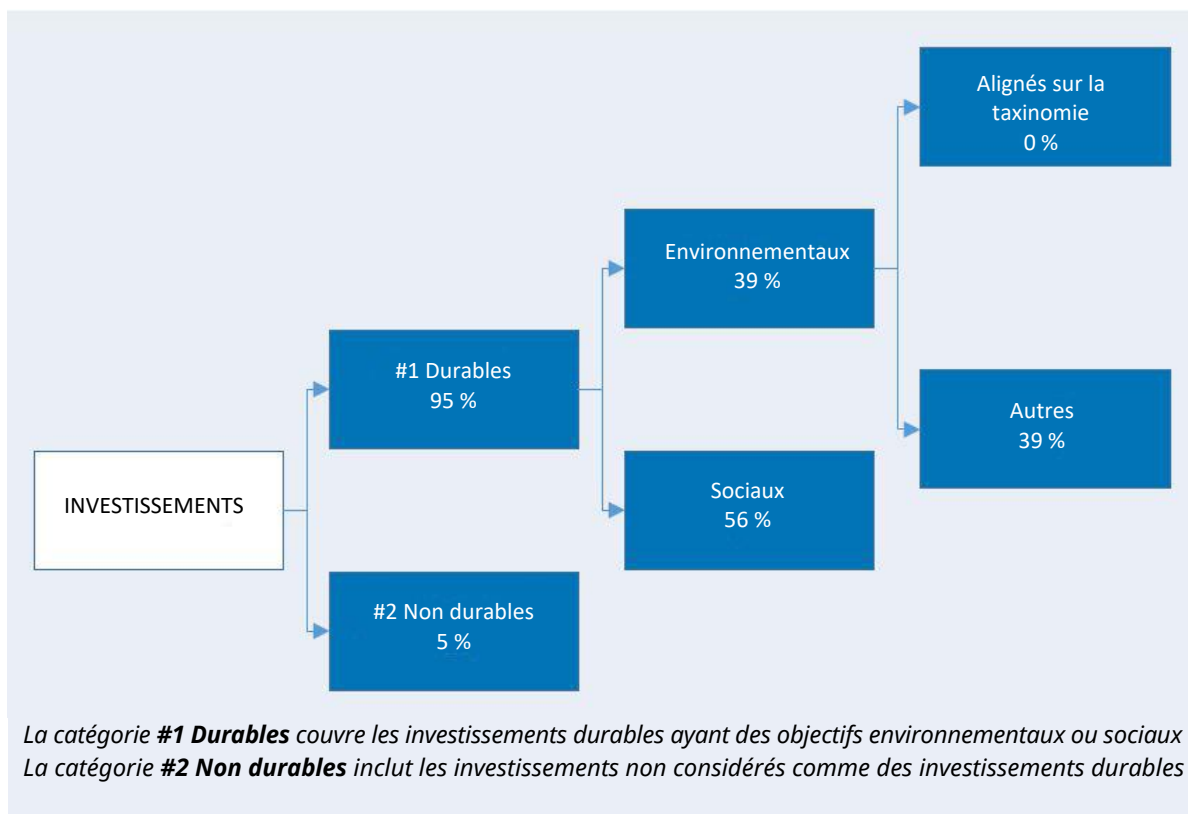 Alignés sur la
taxinomie
0 %
Environnementaux
39 %
#1 Durables
95 %
Autres
39 %
INVESTISSEMENTS
Sociaux
56 %
#2 Non durables
5 %
La catégorie #1 Durables couvre les investissements durables ayant des objectifs environnementaux ou sociaux
La catégorie #2 Non durables inclut les investissements non considérés comme des investissements durables